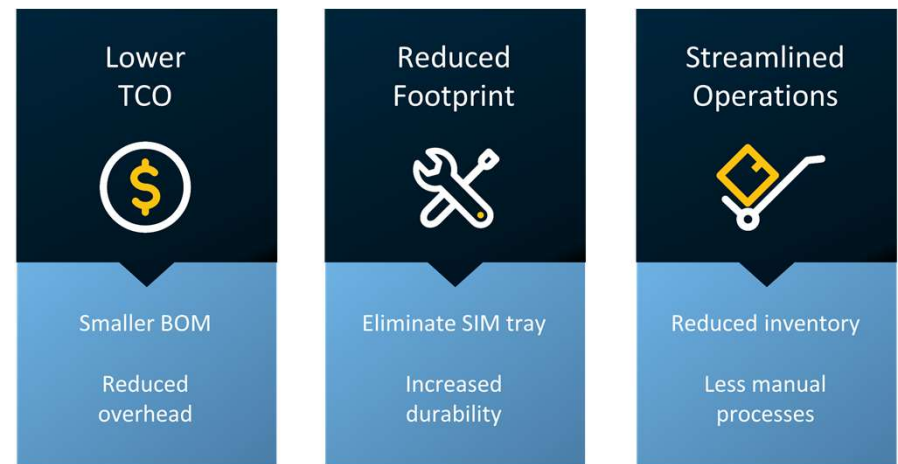 Lower
TCO
$
Smaller BOM
Reduced
overhead
Reduced
Footprint
Eliminate SIM tray
Increased
durability
Streamlined
Operations
Reduced inventory
Less manual
processes